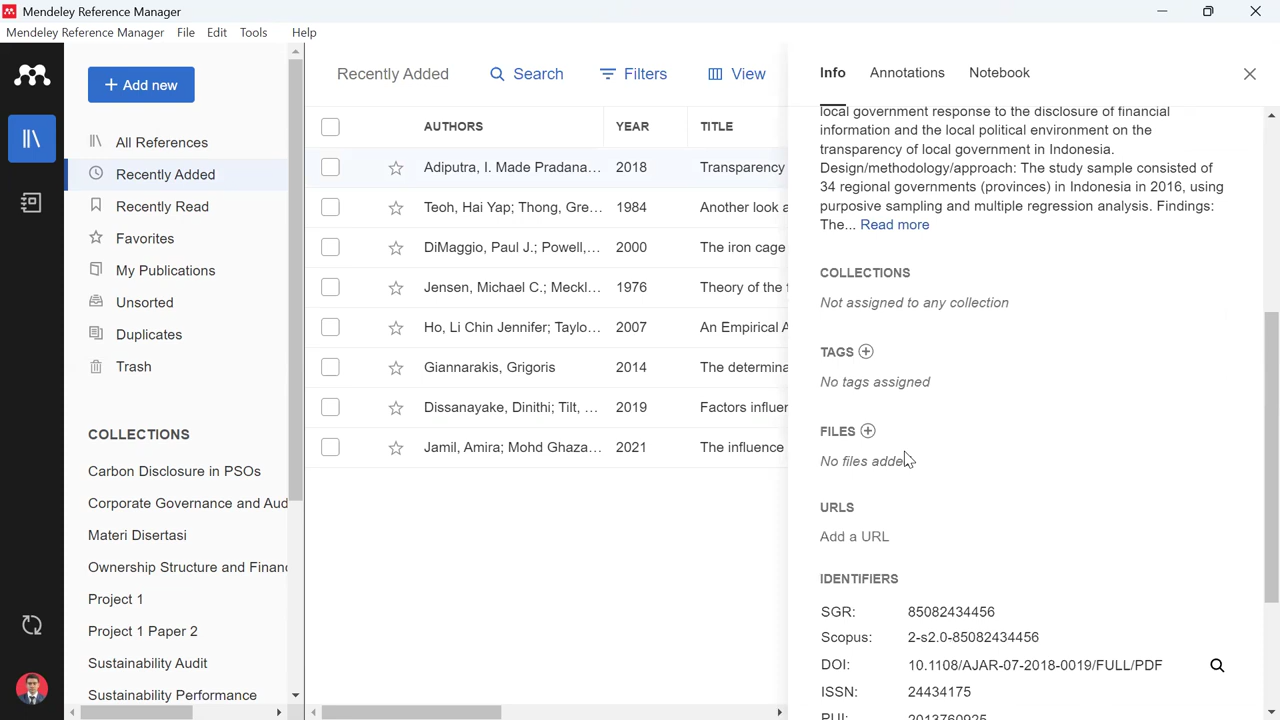 Mendeley Reference Manager
Mendeley Reference Manager File Edit Tools Help
+ Add new
All References
Recently Added
Recently Read
Favorites
My Publications
Unsorted
Duplicates
Trash
COLLECTIONS
Carbon Disclosure in PSOs
Corporate Governance and Aud
Materi Disertasi
Ownership Structure and Financ
Project 1
Project 1 Paper 2
Sustainability Audit
Sustainability Performance
Recently Added Search Filters View
AUTHORS YEAR TITLE
Adiputra, I. Made Pradana... 2018 Transparency
Teoh, Hai Yap; Thong, Gre... 1984 Another look a
DiMaggio, Paul J.; Powell,... 2000 The iron cage
Jensen, Michael C.; Meckl... 1976 Theory of the
Ho, Li Chin Jennifer; Taylo... 2007 An Empirical A
Giannarakis, Grigoris 2014 The determina
Dissanayake, Dinithi; Tilt, ... 2019 Factors influer
Jamil, Amira; Mohd Ghaza... 2021 The influence
Info Annotations Notebook
local government response to the disclosure of financial
information and the local political environment on the
transparency of local government in Indonesia.
Design/methodology/approach: The study sample consisted of
34 regional governments (provinces) in Indonesia in 2016, using
purposive sampling and multiple regression analysis. Findings:
The... Read more
COLLECTIONS
Not assigned to any collection
TAGS
No tags assigned
FILES
No files added
URLS
Add a URL
IDENTIFIERS
SGR: 85082434456
Scopus: 2-s2.0-85082434456
DOI: 10.1108/AJAR-07-2018-0019/FULL/PDF
ISSN: 24434175
PUI: 2013760925